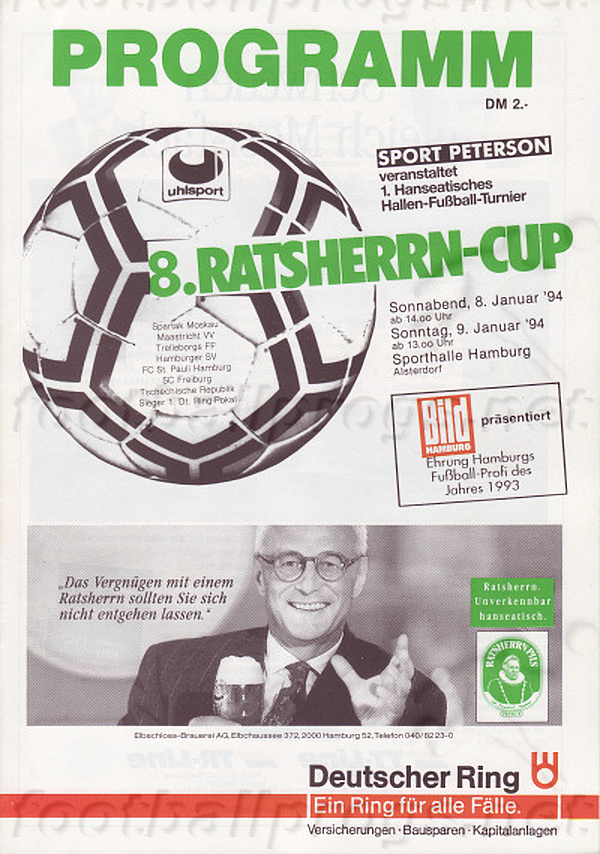 PROGRAMM
DM 2.-
uhlsport
SPORT PETERSON
veranstaltet
1. Hanseatisches
Hallen-Fußball-Turnier
8. RATSHERRN-CUP
Sonnabend, 8. Januar '94
ab 14.00 Uhr
Sonntag, 9. Januar '94
ab 13.00 Uhr
Sporthalle Hamburg
Alsterdorf
Spartak Moskau
Maastricht VV
Trelleborgs FF
Hamburger SV
FC St. Pauli Hamburg
SC Freiburg
Tschechische Republik
Sieger 1. Dt. Ring-Pokal
Bild
HAMBURG
präsentiert
Ehrung Hamburgs
Fußball-Profi des
Jahres 1993
„Das Vergnügen mit einem
Ratsherrn sollten Sie sich
nicht entgehen lassen.“
Ratsherrn.
Unverkennbar
hanseatisch.
RATSHERRN PILS
Elbschloss-Brauerei AG, Elbchaussee 372, 2000 Hamburg 52, Telefon 040/82 23-0
Deutscher Ring
Ein Ring für alle Fälle.
Versicherungen · Bausparen · Kapitalanlagen